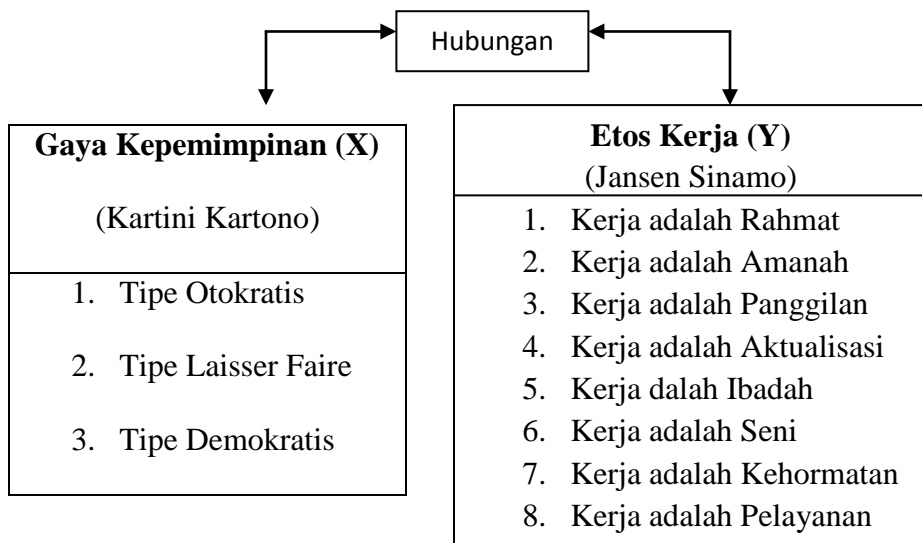 Hubungan
Gaya Kepemimpinan (X)
(Kartini Kartono)
1. Tipe Otokratis
2. Tipe Laisser Faire
3. Tipe Demokratis
Etos Kerja (Y)
(Jansen Sinamo)
1. Kerja adalah Rahmat
2. Kerja adalah Amanah
3. Kerja adalah Panggilan
4. Kerja adalah Aktualisasi
5. Kerja dalah Ibadah
6. Kerja adalah Seni
7. Kerja adalah Kehormatan
8. Kerja adalah Pelayanan